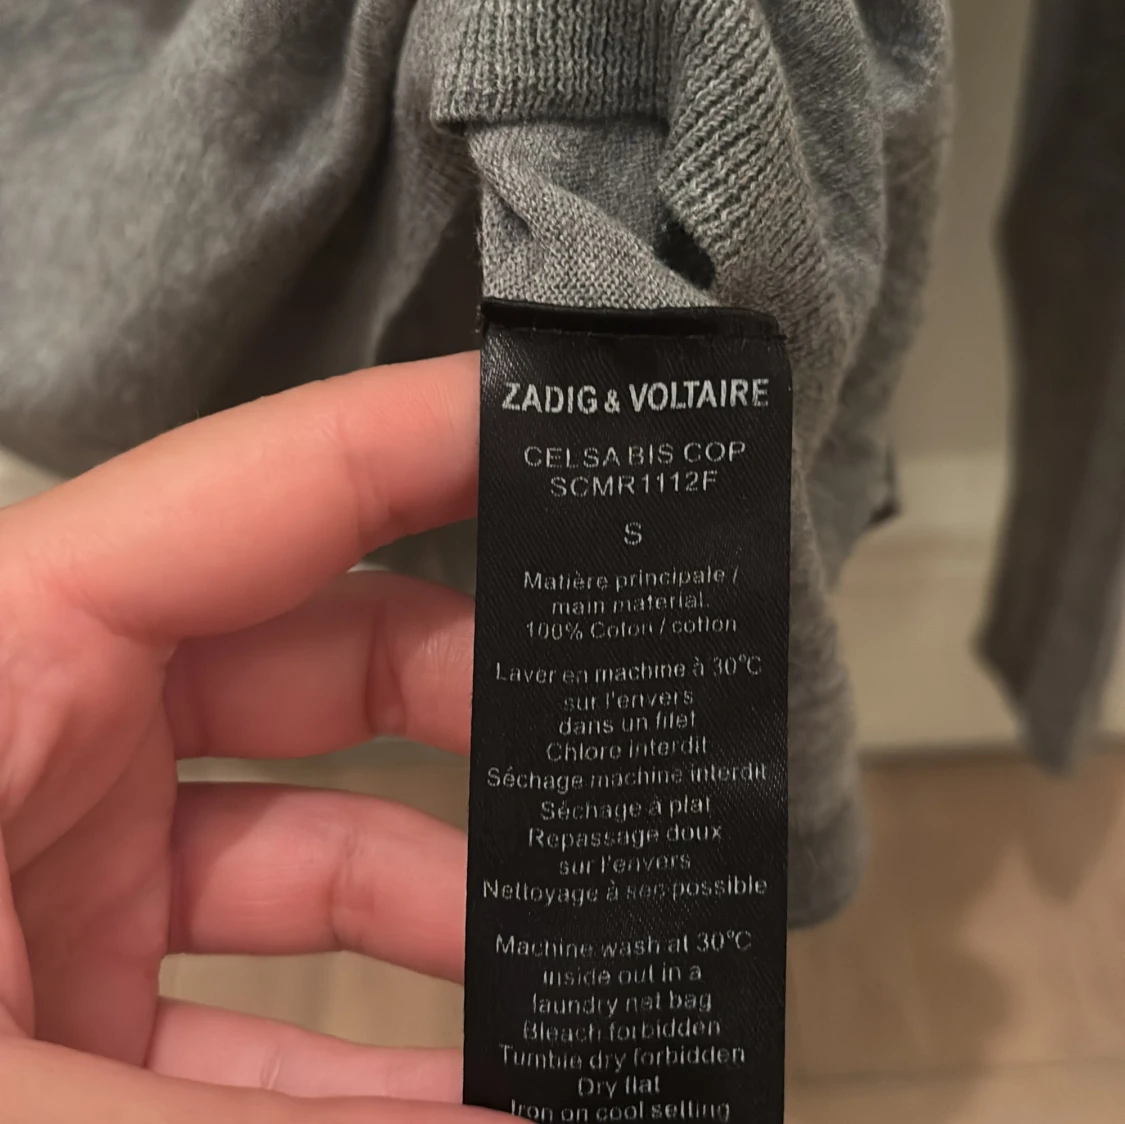 ZADIG & VOLTAIRE
CELSA BIS COP
SCMR1112F
S
Matière principale /
main material.
100% Coton / cotton
Laver en machine à 30°C
sur l'envers
dans un filet
Chlore interdit
Séchage machine interdit
Séchage à plat
Repassage doux
sur l'envers
Nettoyage à sec possible
Machine wash at 30°C
inside out in a
laundry net bag
Bleach forbidden
Tumble dry forbidden
Dry flat
Iron on cool setting